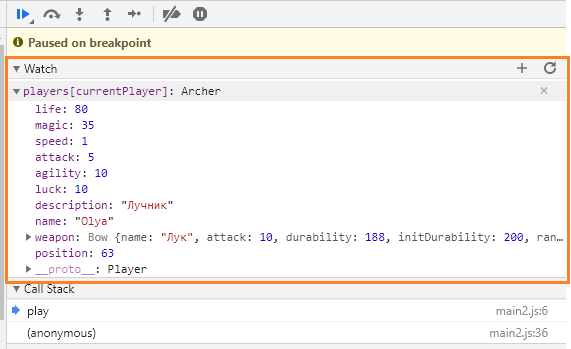 Paused on breakpoint
Watch
players[currentPlayer]: Archer
life: 80
magic: 35
speed: 1
attack: 5
agility: 10
luck: 10
description: "Лучник"
name: "Olya"
weapon: Bow {name: "Лук", attack: 10, durability: 188, initDurability: 200, ran…
position: 63
__proto__: Player
Call Stack
play main2.js:6
(anonymous) main2.js:36